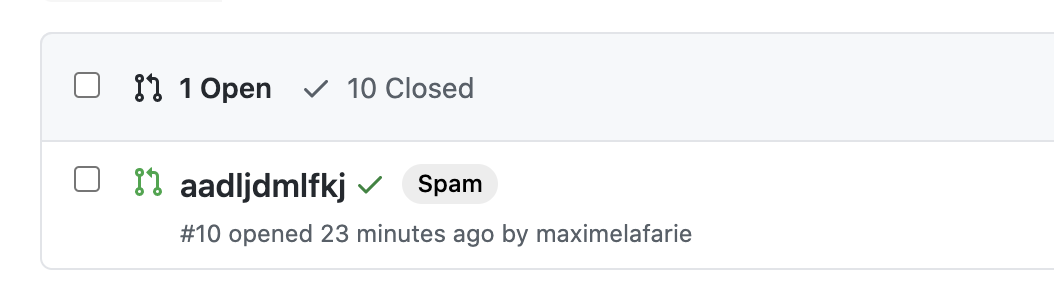 1 Open 10 Closed
aadljdmlfkj Spam
#10 opened 23 minutes ago by maximelafarie